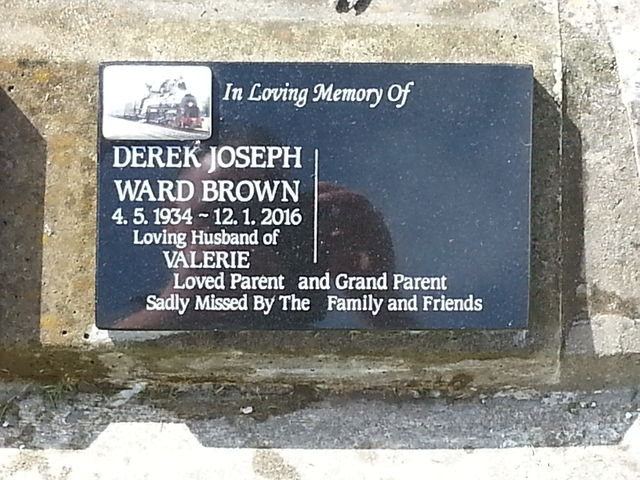 In Loving Memory Of
DEREK JOSEPH
WARD BROWN
4. 5. 1934 ~ 12. 1. 2016
Loving Husband of
VALERIE
Loved Parent and Grand Parent
Sadly Missed By The Family and Friends